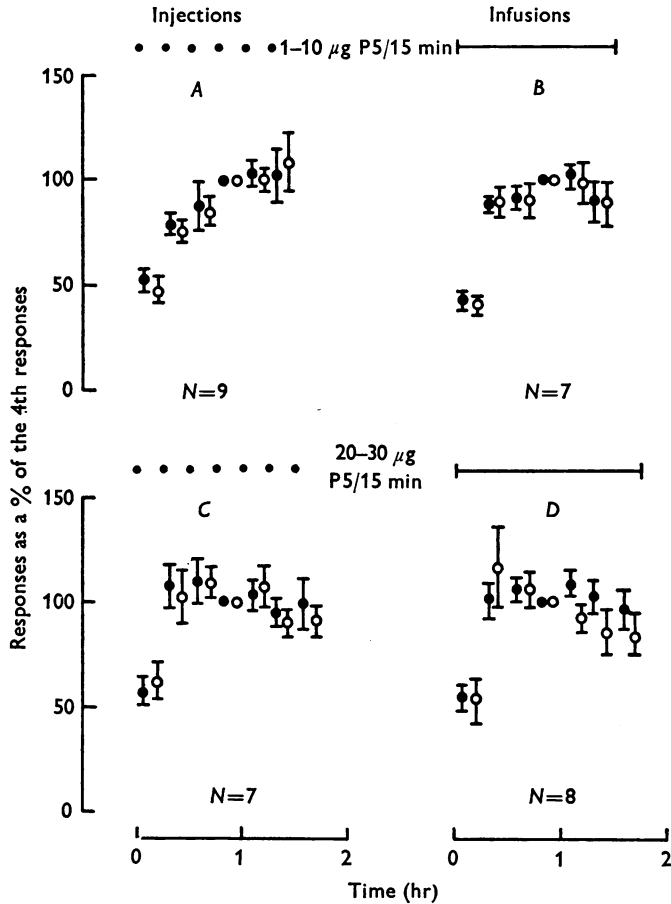 Injections Infusions
1–10 μg P5/15 min
150 A B
100
50
0
N=9 N=7
20–30 μg
P5/15 min
150 C D
100
50
0
N=7 N=8
0 1 2 0 1 2
Time (hr)
Responses as a % of the 4th responses